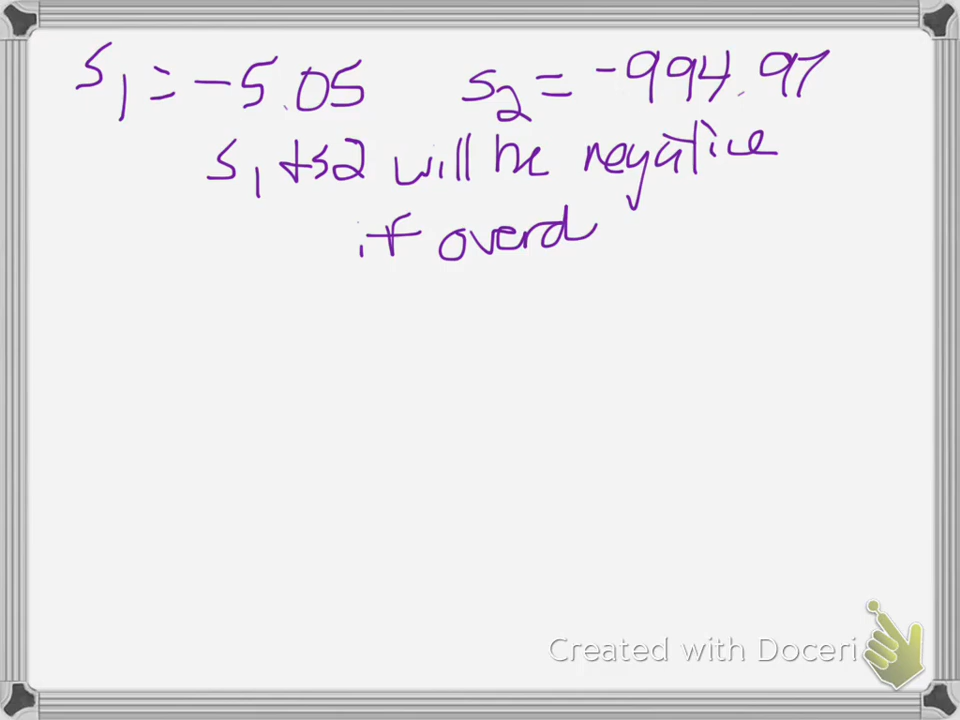 s1 = -5.05 s2 = -994.97
s1 + s2 will be negative
if overd
Created with Doceri